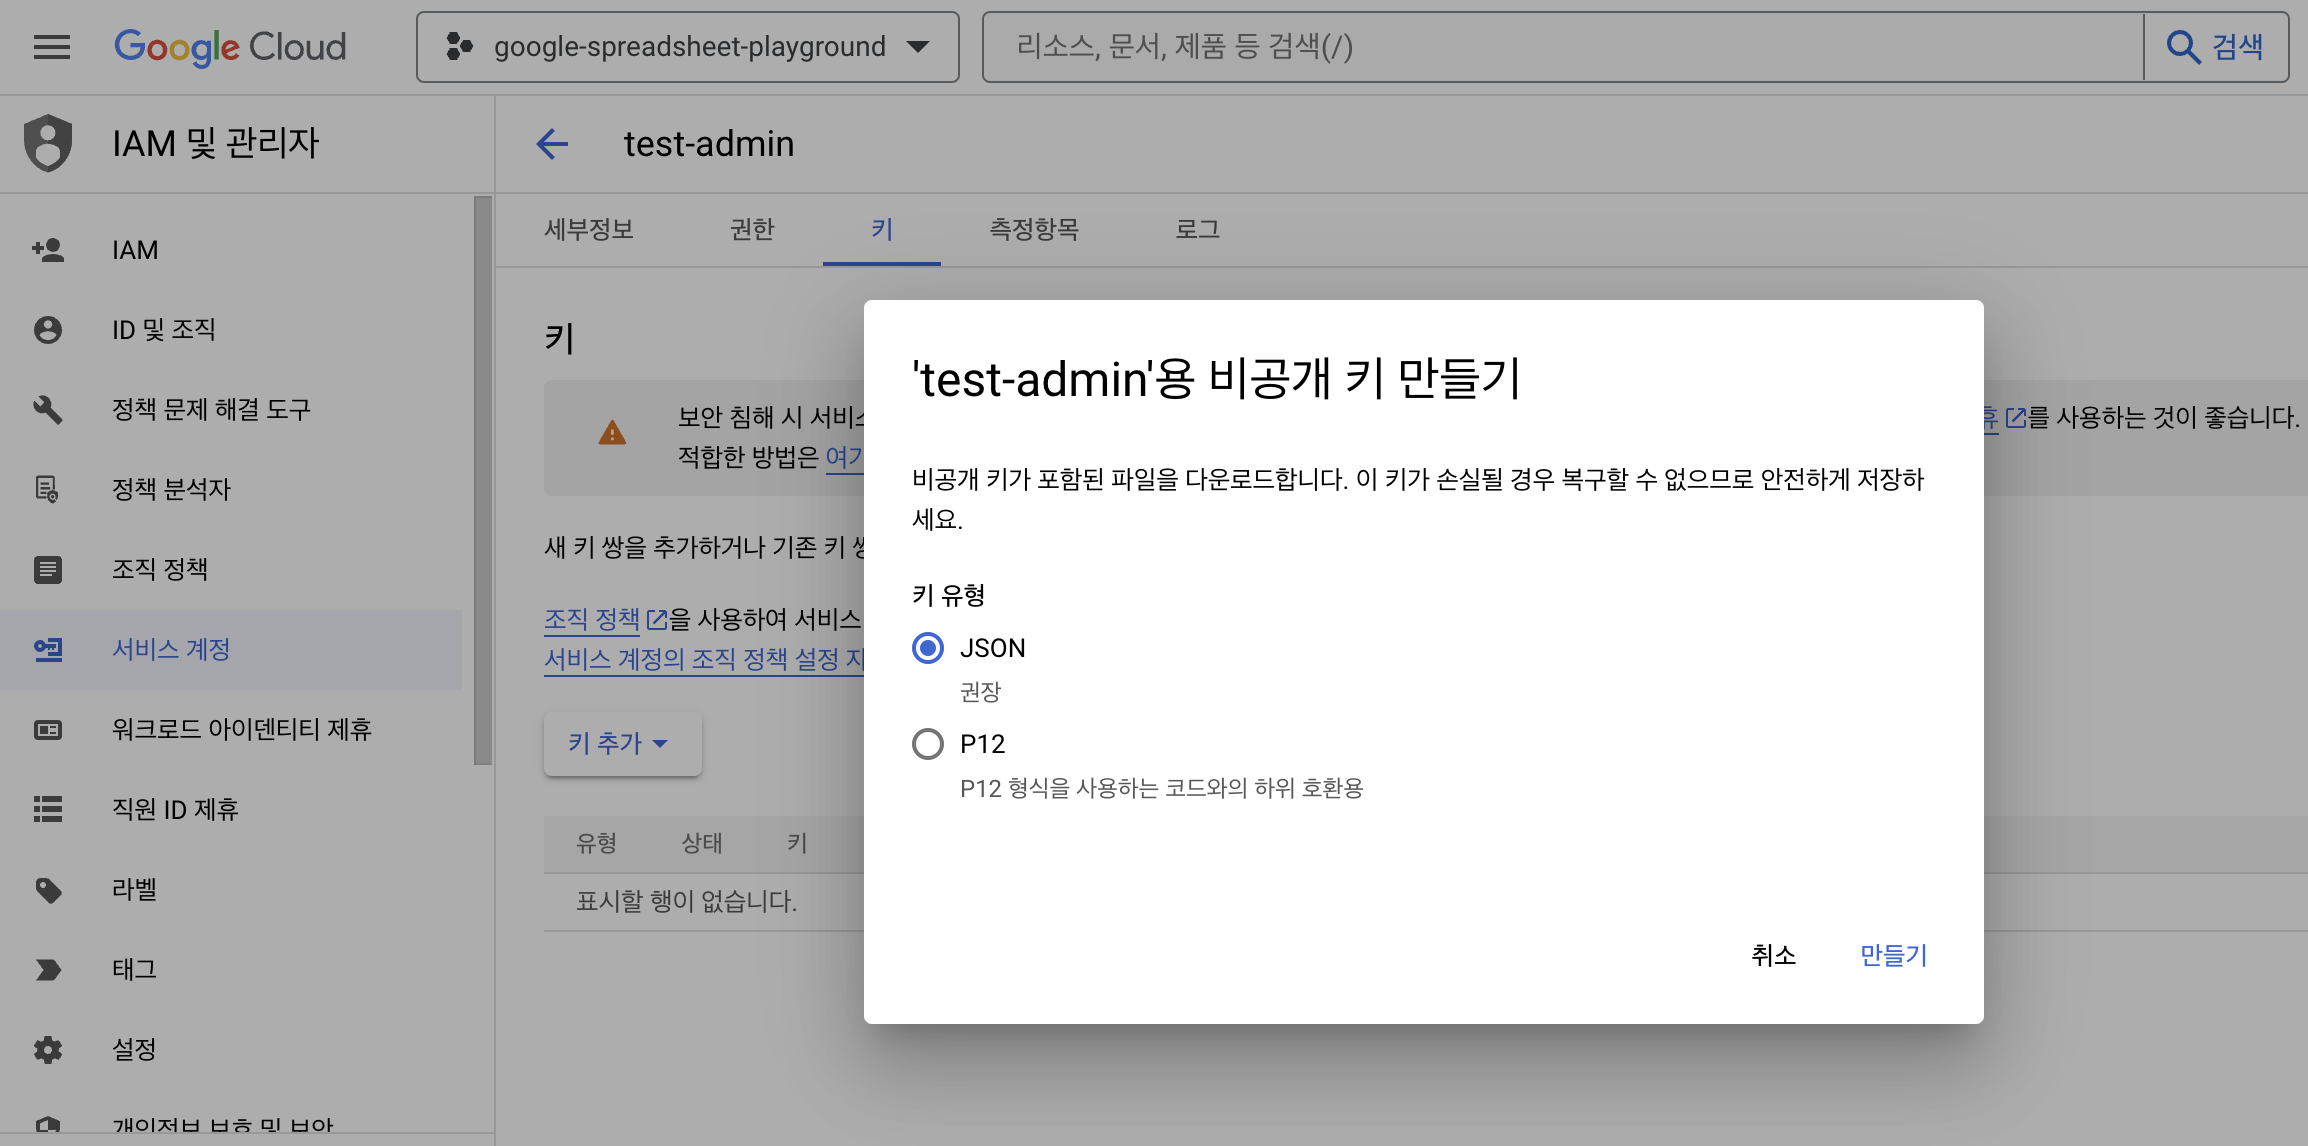 Google Cloud
google-spreadsheet-playground
리소스, 문서, 제품 등 검색(/)
검색
IAM 및 관리자
IAM
ID 및 조직
정책 문제 해결 도구
정책 분석자
조직 정책
서비스 계정
워크로드 아이덴티티 제휴
직원 ID 제휴
라벨
태그
설정
개인정보 보호 및 보안
test-admin
세부정보 권한 키 측정항목 로그
키
보안 침해 시 서비스
를 사용하는 것이 좋습니다.
적합한 방법은 여기
새 키 쌍을 추가하거나 기존 키
조직 정책을 사용하여 서비스
서비스 계정의 조직 정책 설정
키 추가
유형 상태 키
표시할 행이 없습니다.
'test-admin'용 비공개 키 만들기
비공개 키가 포함된 파일을 다운로드합니다. 이 키가 손실될 경우 복구할 수 없으므로 안전하게 저장하
세요.
키 유형
JSON
권장
P12
P12 형식을 사용하는 코드와의 하위 호환용
취소 만들기